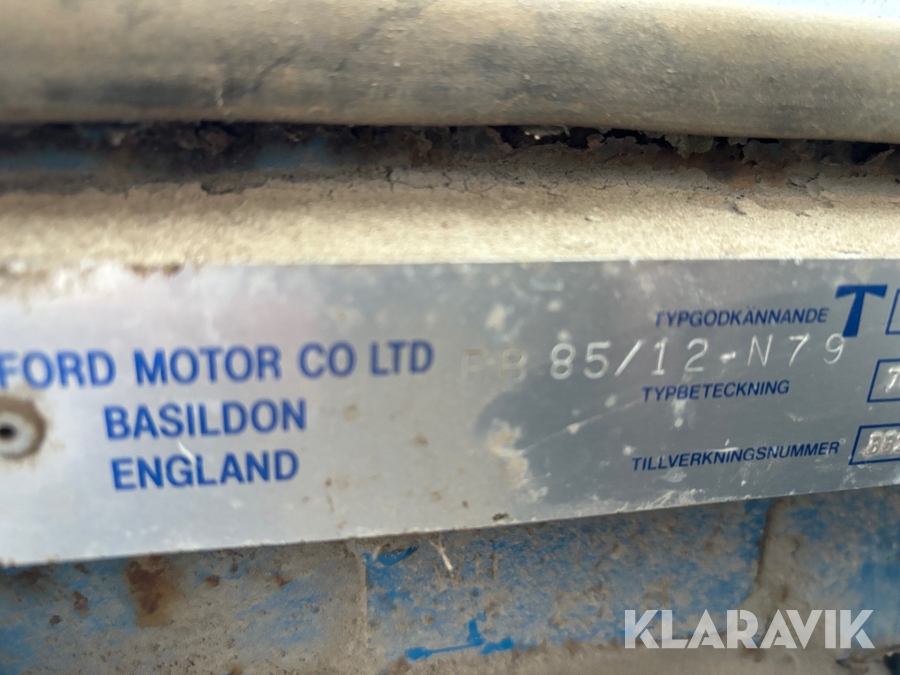 FORD MOTOR CO LTD
BASILDON
ENGLAND
TYPGODKÄNNANDE T
85/12-N79
TYPBETECKNING
TILLVERKNINGSNUMMER
KLARAVIK